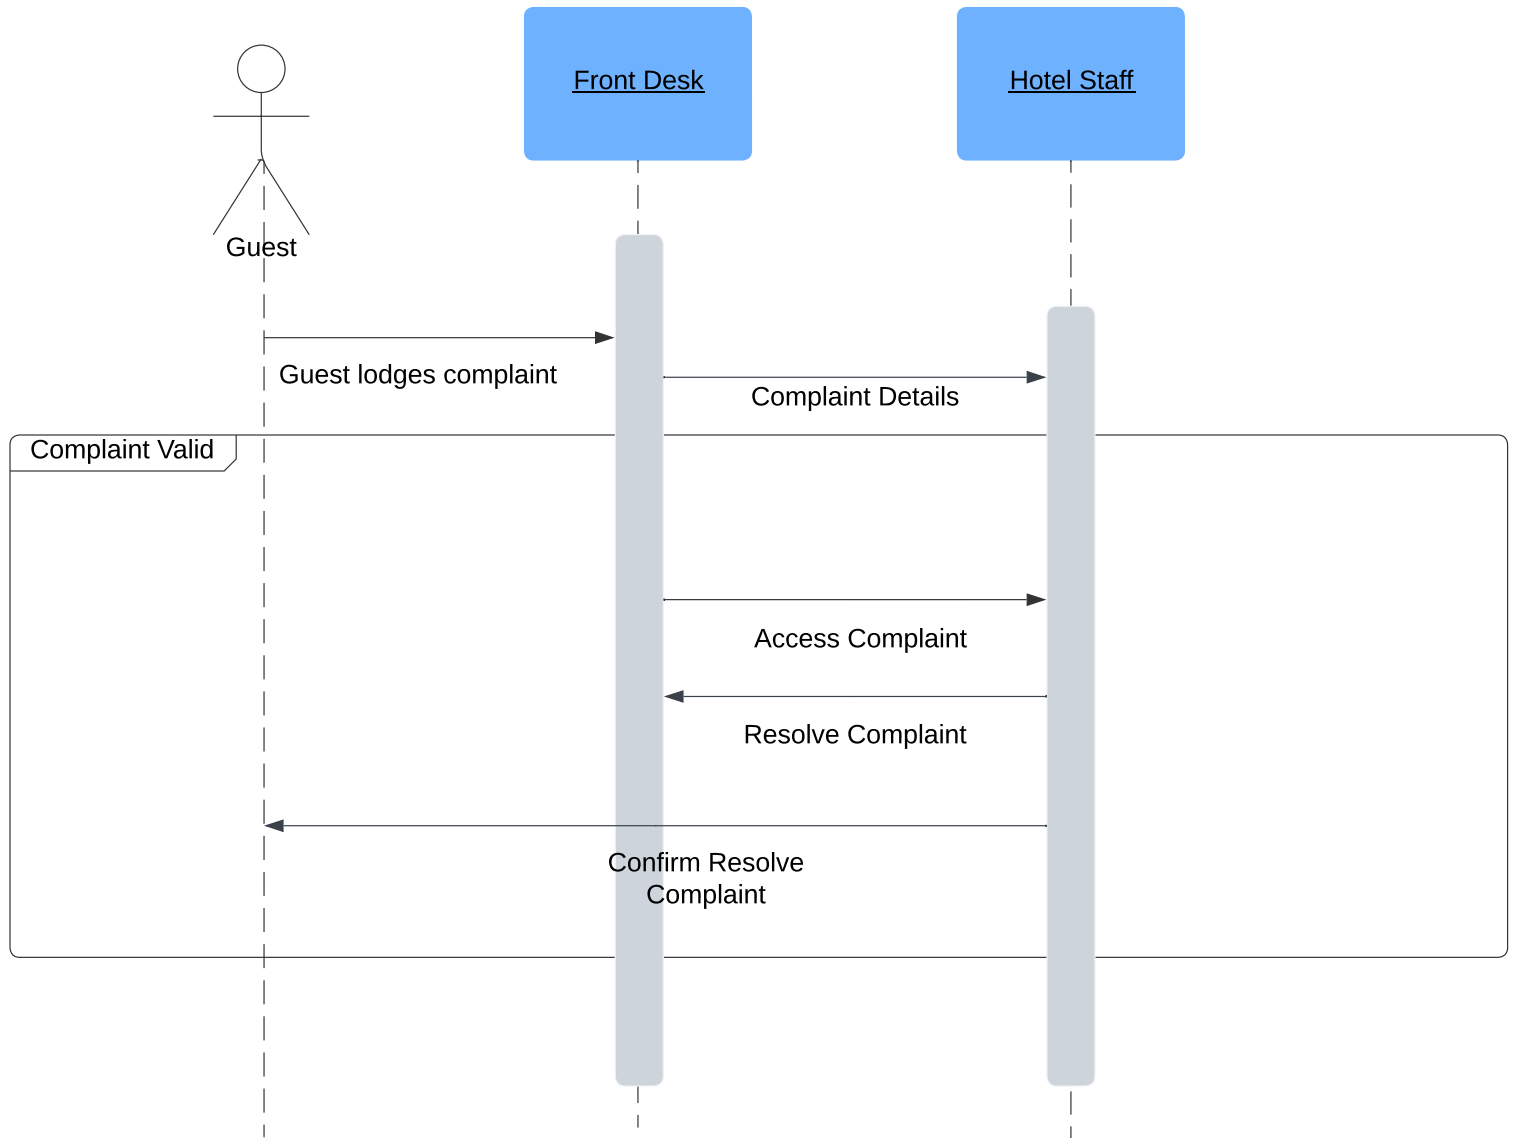 Front Desk
Hotel Staff
Guest
Guest lodges complaint
Complaint Details
Complaint Valid
Access Complaint
Resolve Complaint
Confirm Resolve
Complaint